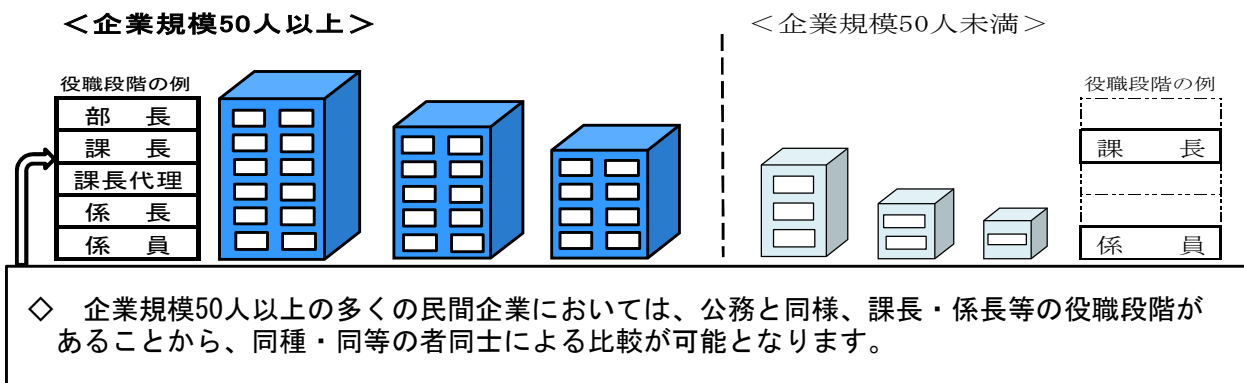 ＜企業規模50人以上＞
＜企業規模50人未満＞
役職段階の例
部　長
課　長
課長代理
係　長
係　員
役職段階の例
課　長
係　員
◇　企業規模50人以上の多くの民間企業においては、公務と同様、課長・係長等の役職段階が
あることから、同種・同等の者同士による比較が可能となります。